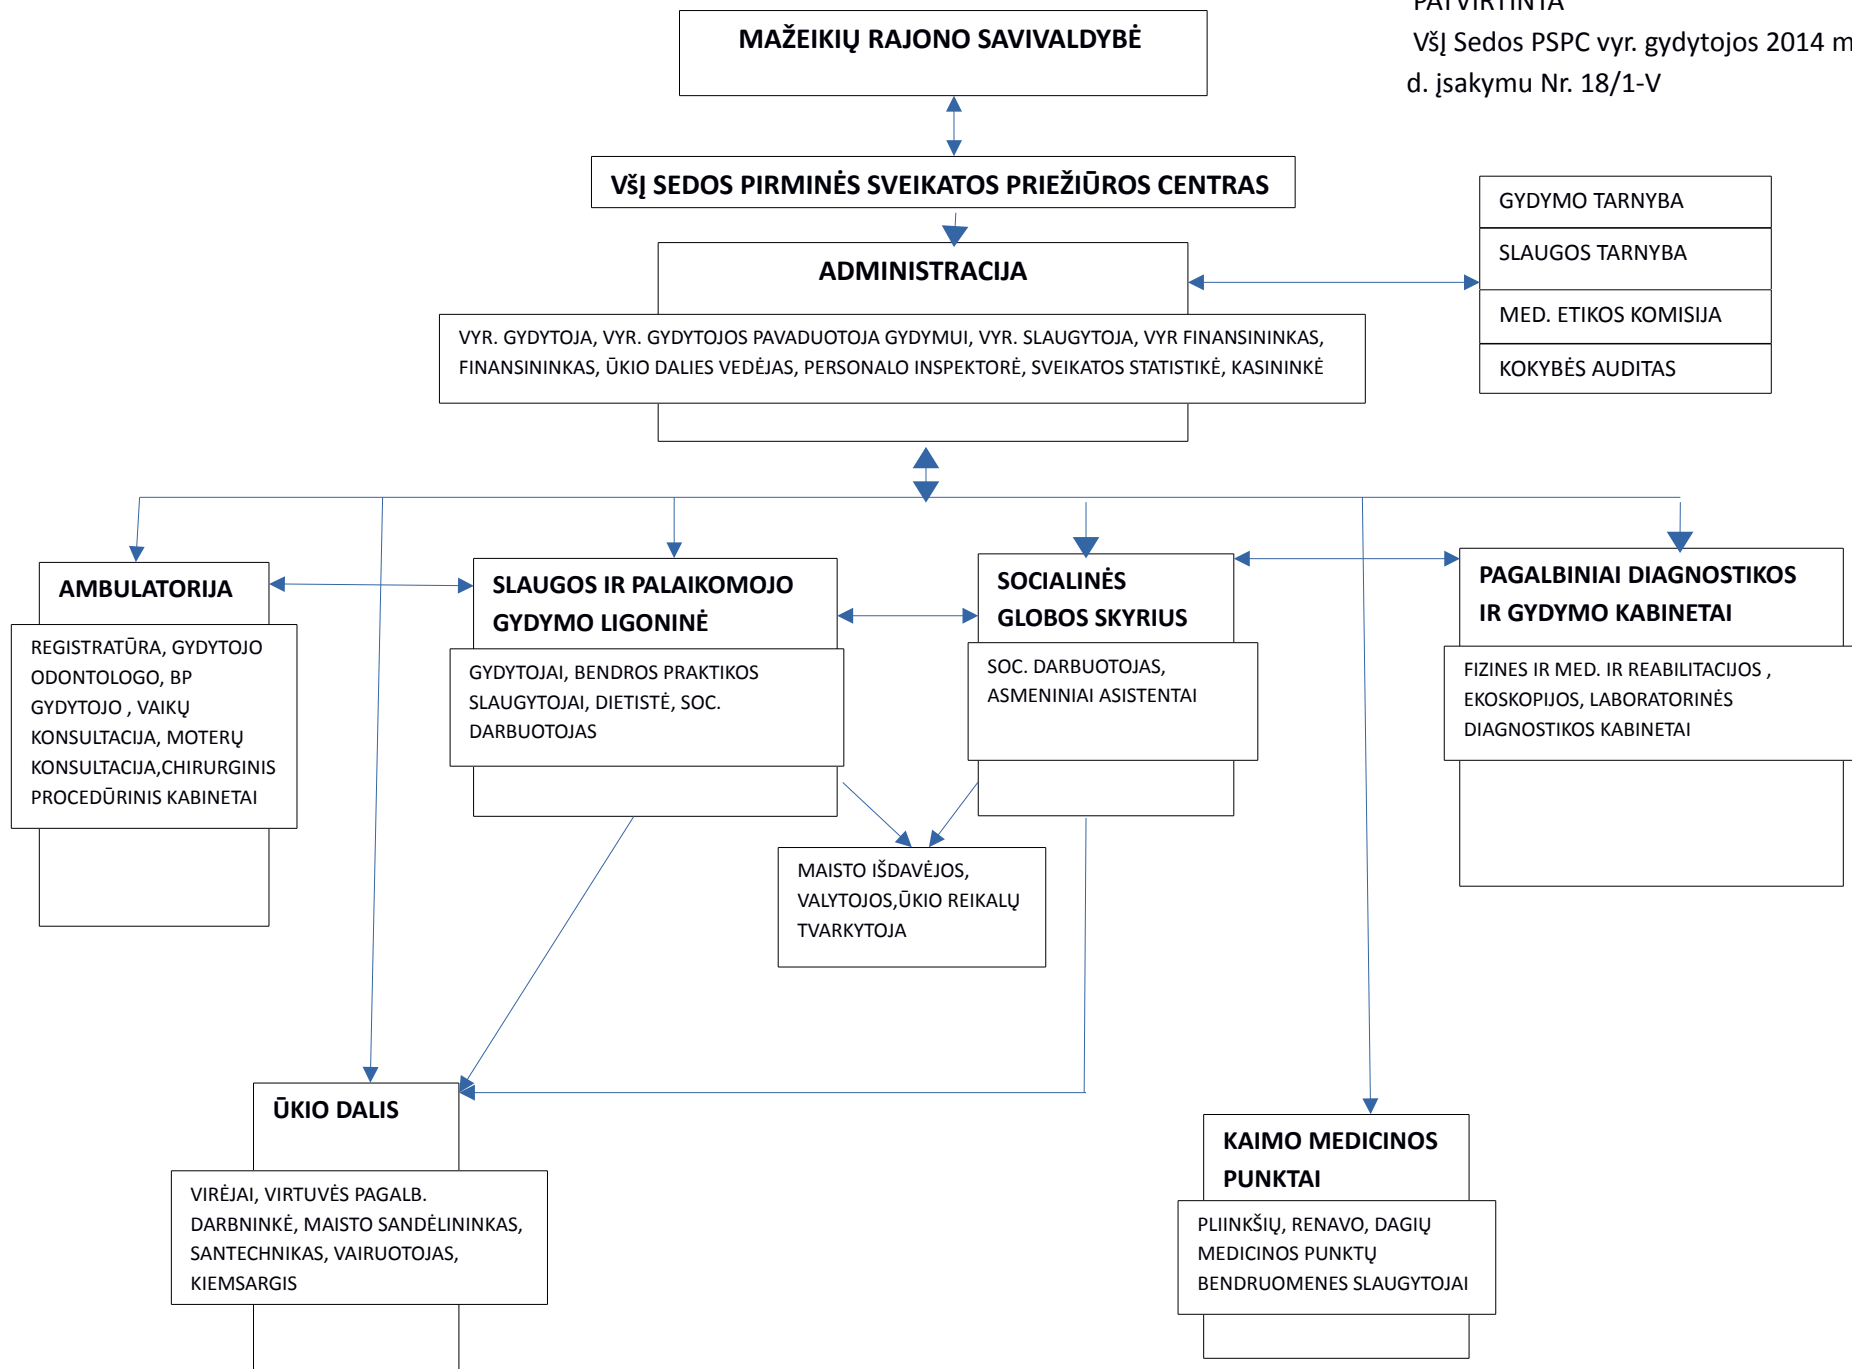 PATVIRTINTA
VšĮ Sedos PSPC vyr. gydytojos 2014 m
d. įsakymu Nr. 18/1-V
MAŽEIKIŲ RAJONO SAVIVALDYBĖ
VšĮ SEDOS PIRMINĖS SVEIKATOS PRIEŽIŪROS CENTRAS
ADMINISTRACIJA
VYR. GYDYTOJA, VYR. GYDYTOJOS PAVADUOTOJA GYDYMUI, VYR. SLAUGYTOJA, VYR FINANSININKAS,
FINANSININKAS, ŪKIO DALIES VEDĖJAS, PERSONALO INSPEKTORĖ, SVEIKATOS STATISTIKĖ, KASININKĖ
GYDYMO TARNYBA
SLAUGOS TARNYBA
MED. ETIKOS KOMISIJA
KOKYBĖS AUDITAS
AMBULATORIJA
REGISTRATŪRA, GYDYTOJO
ODONTOLOGO, BP
GYDYTOJO , VAIKŲ
KONSULTACIJA, MOTERŲ
KONSULTACIJA,CHIRURGINIS
PROCEDŪRINIS KABINETAI
SLAUGOS IR PALAIKOMOJO
GYDYMO LIGONINĖ
GYDYTOJAI, BENDROS PRAKTIKOS
SLAUGYTOJAI, DIETISTĖ, SOC.
DARBUOTOJAS
SOCIALINĖS
GLOBOS SKYRIUS
SOC. DARBUOTOJAS,
ASMENINIAI ASISTENTAI
PAGALBINIAI DIAGNOSTIKOS
IR GYDYMO KABINETAI
FIZINES IR MED. IR REABILITACIJOS ,
EKOSKOPIJOS, LABORATORINĖS
DIAGNOSTIKOS KABINETAI
MAISTO IŠDAVĖJOS,
VALYTOJOS,ŪKIO REIKALŲ
TVARKYTOJA
ŪKIO DALIS
VIRĖJAI, VIRTUVĖS PAGALB.
DARBNINKĖ, MAISTO SANDĖLININKAS,
SANTECHNIKAS, VAIRUOTOJAS,
KIEMSARGIS
KAIMO MEDICINOS
PUNKTAI
PLIINKŠIŲ, RENAVO, DAGIŲ
MEDICINOS PUNKTŲ
BENDRUOMENES SLAUGYTOJAI